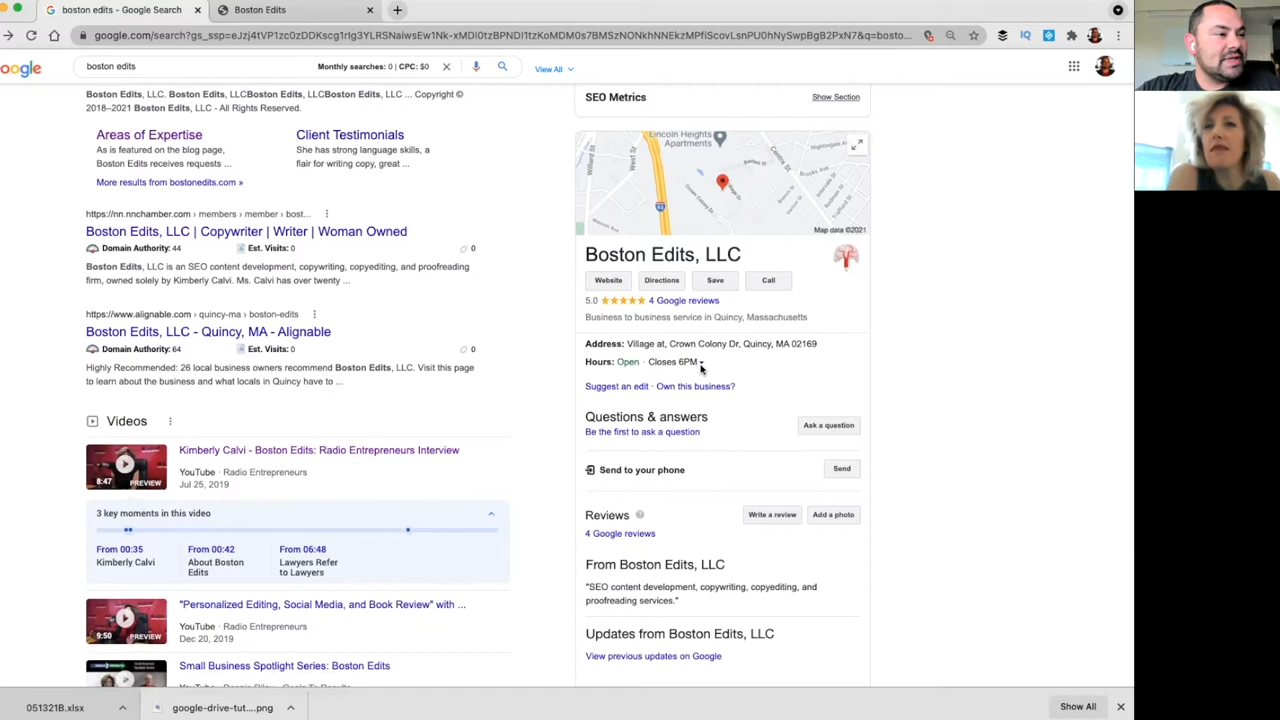 boston edits - Google Search
Boston Edits
google.com/search?gs_ssp=eJzj4tVP1zc0zDDKscg1rIg3YLRSNaiwsEw1Nk-xMDI0tzBPNDTzKoMDM0s7BMSzNONkhNNEkzMPfiScovLsnPU0hNySwpBgB2PxN7&q=bosto...
oogle
boston edits
Monthly searches: 0 | CPC: $0
View All
Boston Edits, LLC. Boston Edits, LLCBoston Edits, LLCBoston Edits, LLC ... Copyright ©
2018–2021 Boston Edits, LLC - All Rights Reserved.
Areas of Expertise
As is featured on the blog page,
Boston Edits receives requests ...
Client Testimonials
She has strong language skills, a
flair for writing copy, great ...
More results from bostonedits.com »
https://nn.nnchamber.com › members › member › bost...
Boston Edits, LLC | Copywriter | Writer | Woman Owned
Domain Authority: 44
Est. Visits: 0
0
Boston Edits, LLC is an SEO content development, copywriting, copyediting, and proofreading
firm, owned solely by Kimberly Calvi. Ms. Calvi has over twenty ...
https://www.alignable.com › quincy-ma › boston-edits
Boston Edits, LLC - Quincy, MA - Alignable
Domain Authority: 64
Est. Visits: 0
0
Highly Recommended: 26 local business owners recommend Boston Edits, LLC. Visit this page
to learn about the business and what locals in Quincy have to ...
Videos
Kimberly Calvi - Boston Edits: Radio Entrepreneurs Interview
YouTube · Radio Entrepreneurs
Jul 25, 2019
8:47
PREVIEW
3 key moments in this video
From 00:35
Kimberly Calvi
From 00:42
About Boston
Edits
From 06:48
Lawyers Refer
to Lawyers
"Personalized Editing, Social Media, and Book Review" with ...
YouTube · Radio Entrepreneurs
Dec 20, 2019
9:50
PREVIEW
Small Business Spotlight Series: Boston Edits
SEO Metrics
Show Section
Lincoln Heights
Apartments
West St
Centre St
Map data ©2021
Boston Edits, LLC
Website
Directions
Save
Call
5.0
4 Google reviews
Business to business service in Quincy, Massachusetts
Address: Village at, Crown Colony Dr, Quincy, MA 02169
Hours: Open · Closes 6PM
Suggest an edit · Own this business?
Questions & answers
Be the first to ask a question
Ask a question
Send to your phone
Send
Reviews
Write a review
Add a photo
4 Google reviews
From Boston Edits, LLC
"SEO content development, copywriting, copyediting, and
proofreading services."
Updates from Boston Edits, LLC
View previous updates on Google
051321B.xlsx
google-drive-tut....png
Show All